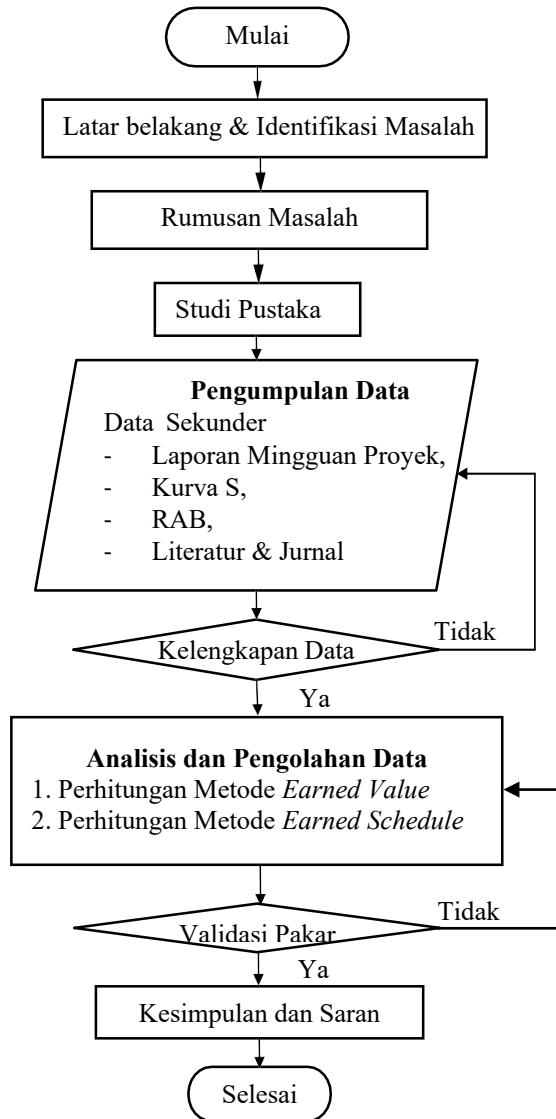 Mulai
Latar belakang & Identifikasi Masalah
Rumusan Masalah
Studi Pustaka
Pengumpulan Data
Data Sekunder
- Laporan Mingguan Proyek,
- Kurva S,
- RAB,
- Literatur & Jurnal
Kelengkapan Data
Tidak
Ya
Analisis dan Pengolahan Data
1. Perhitungan Metode Earned Value
2. Perhitungan Metode Earned Schedule
Validasi Pakar
Tidak
Ya
Kesimpulan dan Saran
Selesai